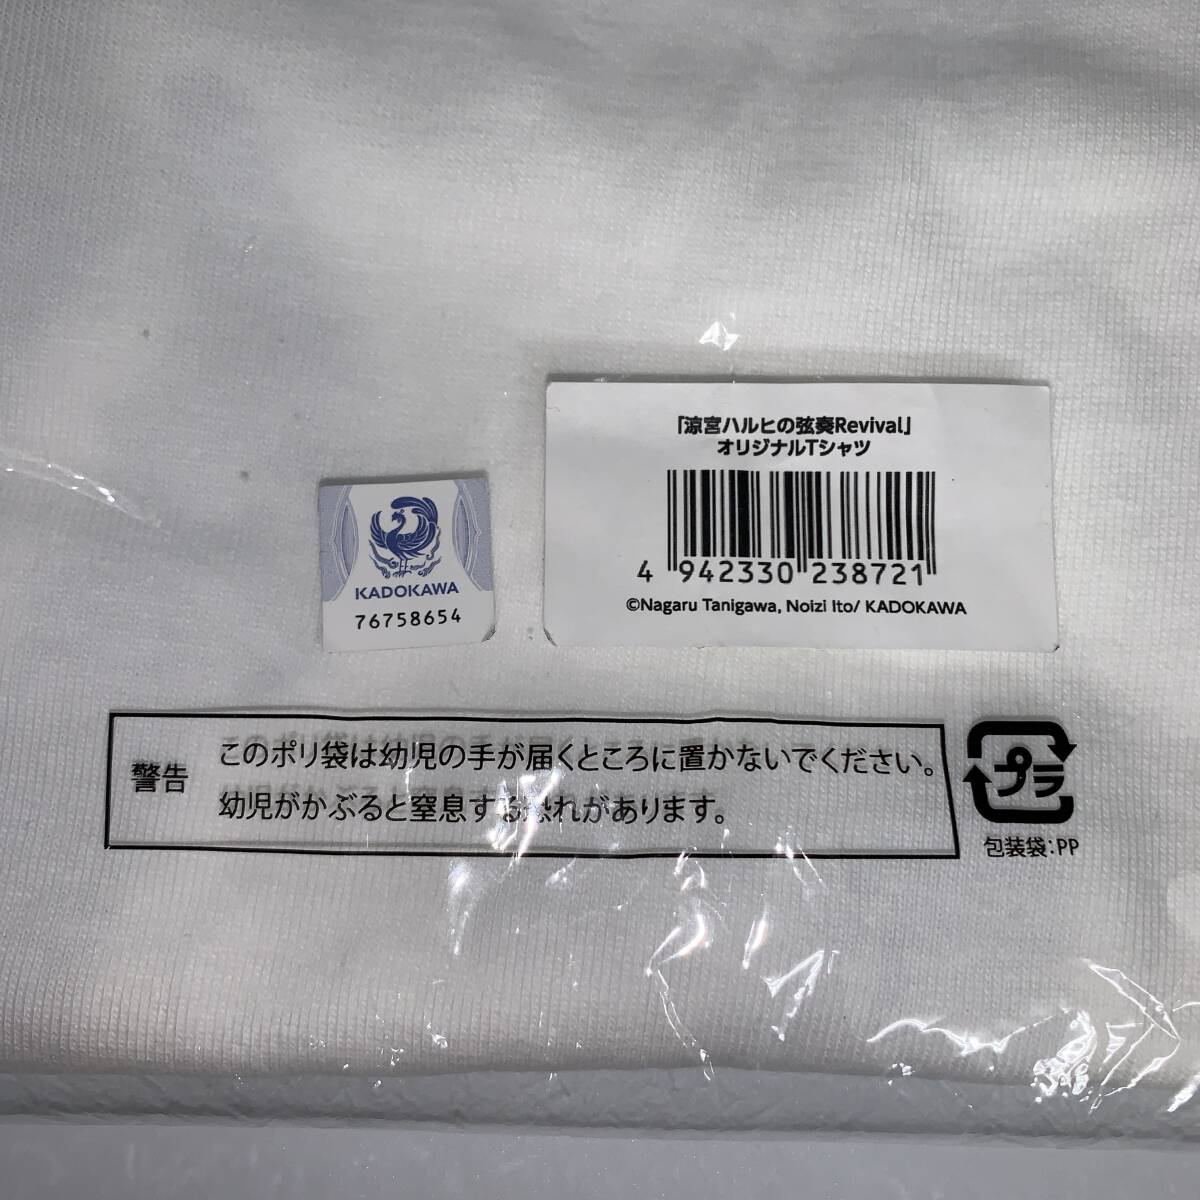 「涼宮ハルヒの弦奏Revival」
オリジナルTシャツ
4 942330 238721
©Nagaru Tanigawa, Noizi Ito/ KADOKAWA
KADOKAWA
76758654
警告
このポリ袋は幼児の手が届くところに置かないでください。
幼児がかぶると窒息する恐れがあります。
プラ
包装袋:PP